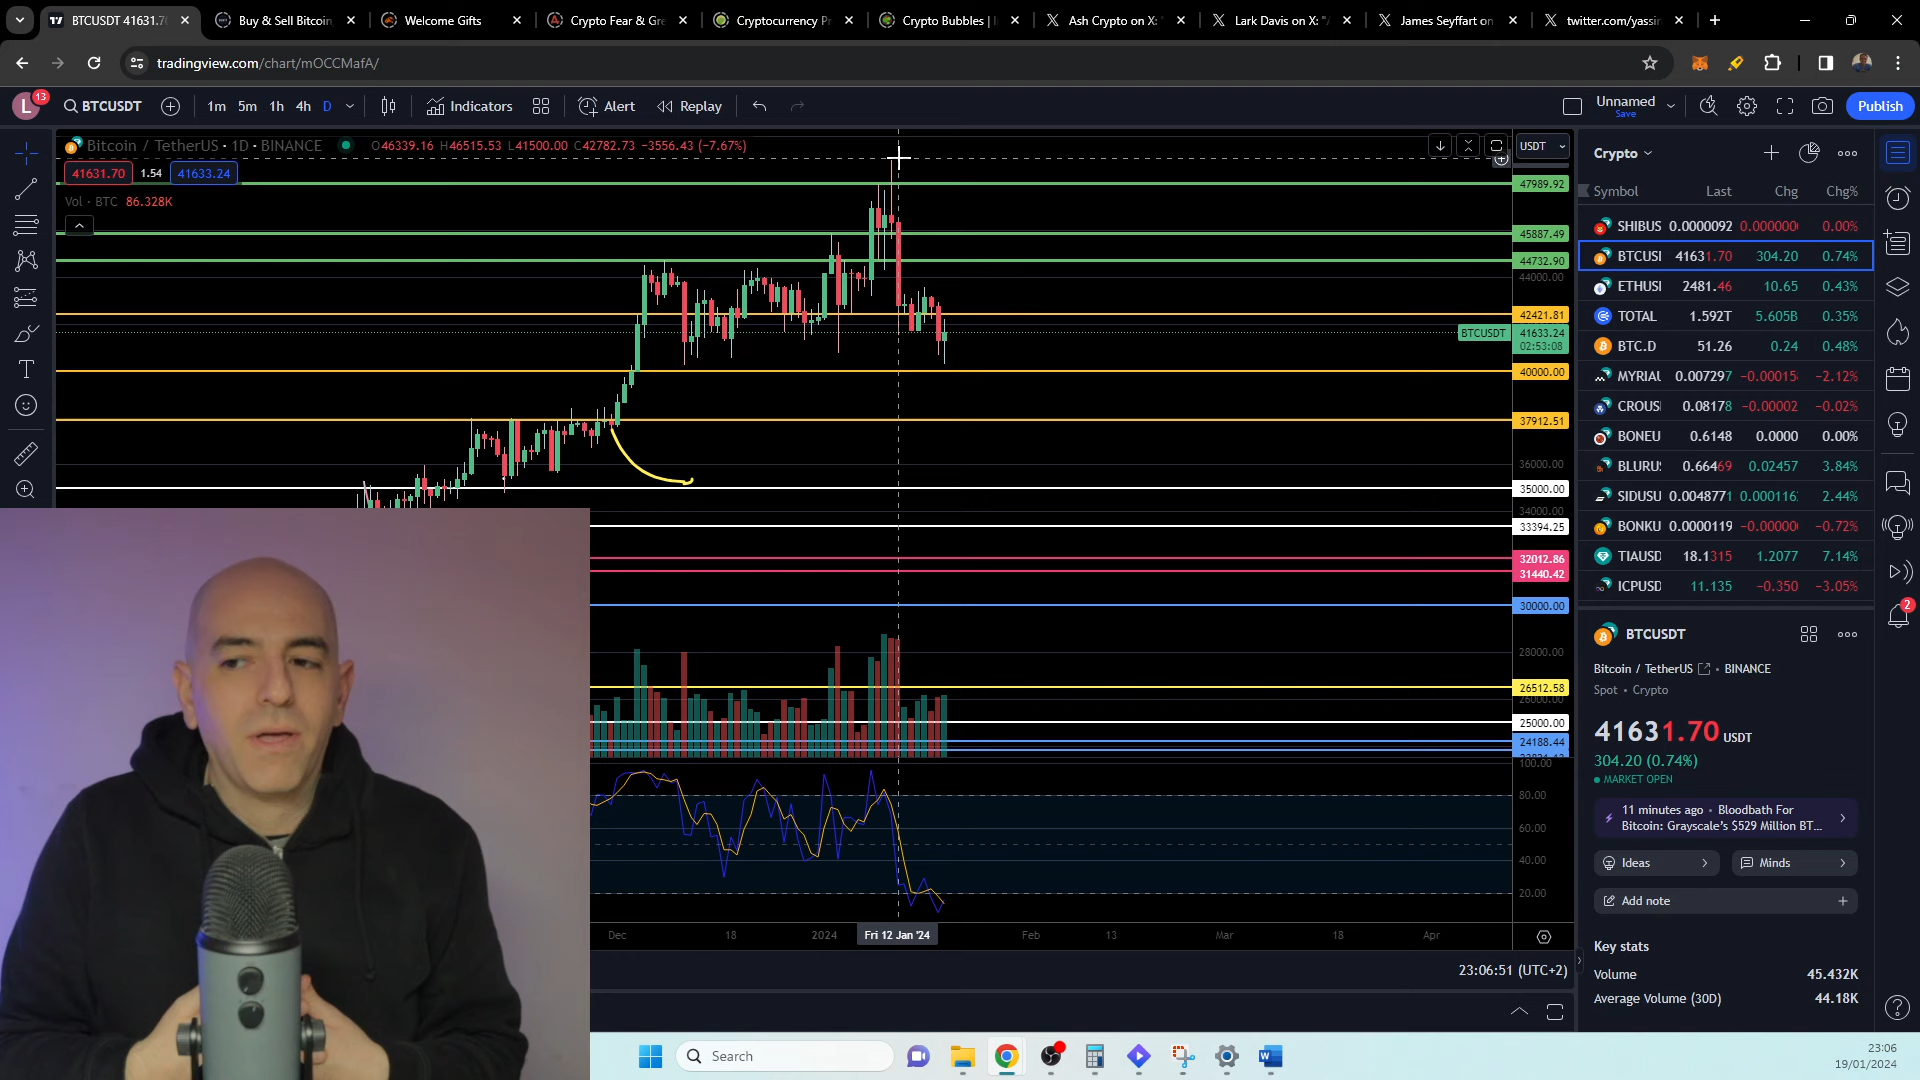 BTCUSDT 41631.7
Buy & Sell Bitcoin,
Welcome Gifts
Crypto Fear & Gre
Cryptocurrency P
Crypto Bubbles | I
Ash Crypto on X: "
Lark Davis on X: "
James Seyffart on
twitter.com/yassin
tradingview.com/chart/mOCCMafA/
L 13 BTCUSDT 1m 5m 1h 4h D Indicators Alert Replay Unnamed Save Publish
Bitcoin / TetherUS · 1D · BINANCE O46339.16 H46515.53 L41500.00 C42782.73 −3556.43 (−7.67%)
41631.70 1.54 41633.24
Vol · BTC 86.328K
USDT
47989.92
45887.49
44732.90
44000.00
42421.81
BTCUSDT 41633.24
02:53:08
40000.00
37912.51
36000.00
35000.00
34000.00
33394.25
32012.86
31440.42
30000.00
28000.00
26512.58
26000.00
25000.00
24188.44
100.00
80.00
60.00
40.00
20.00
Dec 18 2024 Fri 12 Jan '24 Feb 13 Mar 18 Apr
23:06:51 (UTC+2)
Crypto
Symbol Last Chg Chg%
SHIBUS 0.0000092 0.0000000 0.00%
BTCUSI 41631.70 304.20 0.74%
ETHUSI 2481.46 10.65 0.43%
TOTAL 1.592T 5.605B 0.35%
BTC.D 51.26 0.24 0.48%
MYRIAU 0.007297 −0.00015 −2.12%
CROUS 0.08178 −0.00002 −0.02%
BONEU 0.6148 0.0000 0.00%
BLURU 0.66469 0.02457 3.84%
SIDUSU 0.0048771 0.000116 2.44%
BONKU 0.0000119 −0.00000 −0.72%
TIAUSD 18.1315 1.2077 7.14%
ICPUSD 11.135 −0.350 −3.05%
2
BTCUSDT
Bitcoin / TetherUS • BINANCE
Spot • Crypto
41631.70 USDT
304.20 (0.74%)
MARKET OPEN
11 minutes ago • Bloodbath For
Bitcoin: Grayscale's $529 Million BT...
Ideas Minds
Add note
Key stats
Volume 45.432K
Average Volume (30D) 44.18K
Search
23:06
19/01/2024